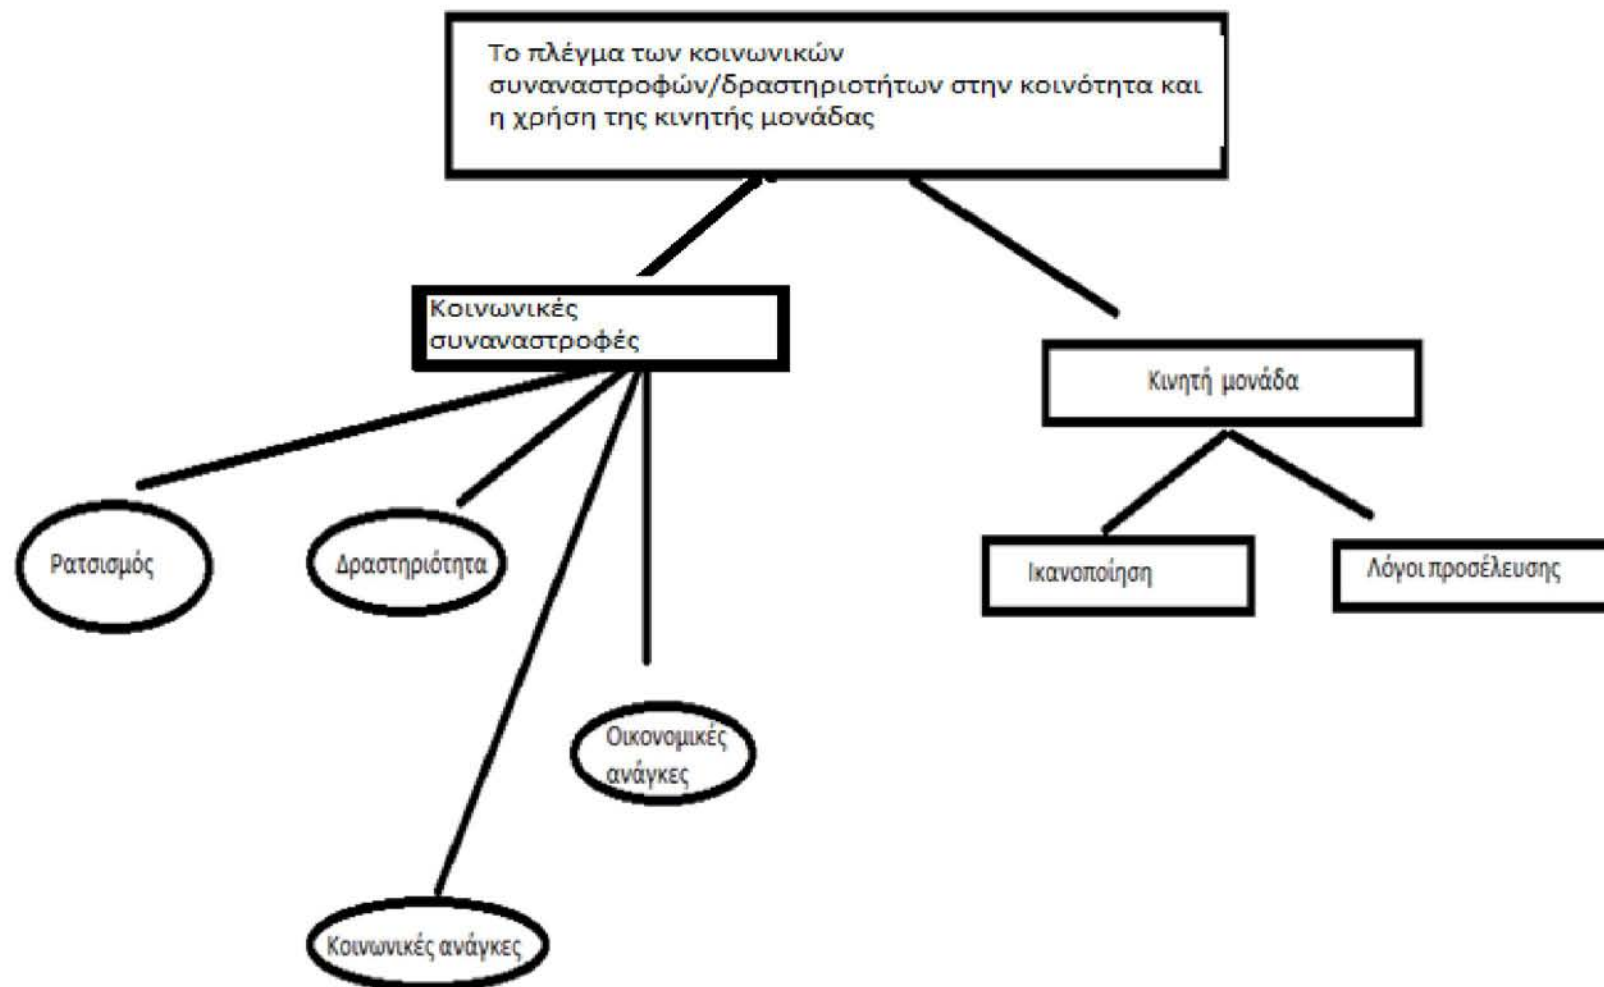 Το πλέγμα των κοινωνικών
συναναστροφών/δραστηριοτήτων στην κοινότητα και
η χρήση της κινητής μονάδας
Κοινωνικές
συναναστροφές
Κινητή μονάδα
Ρατσισμός
Δραστηριότητα
Ικανοποίηση
Λόγοι προσέλευσης
Οικονομικές
ανάγκες
Κοινωνικές ανάγκες